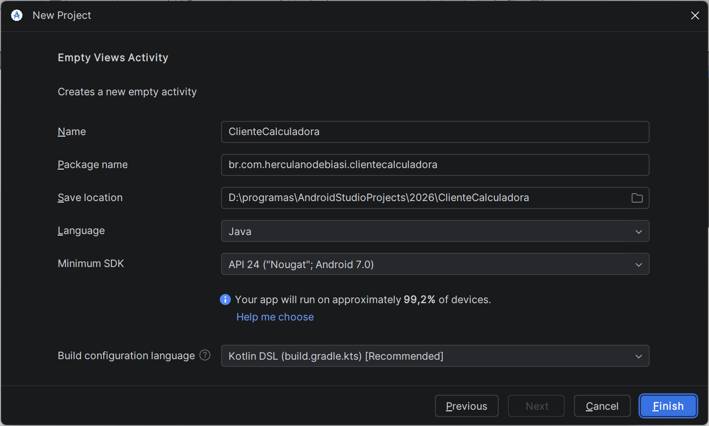 New Project
Empty Views Activity
Creates a new empty activity
Name ClienteCalculadora
Package name br.com.herculanodebiasi.clientecalculadora
Save location D:\programas\AndroidStudioProjects\2026\ClienteCalculadora
Language Java
Minimum SDK API 24 ("Nougat"; Android 7.0)
Your app will run on approximately 99,2% of devices.
Help me choose
Build configuration language ? Kotlin DSL (build.gradle.kts) [Recommended]
Previous Next Cancel Finish